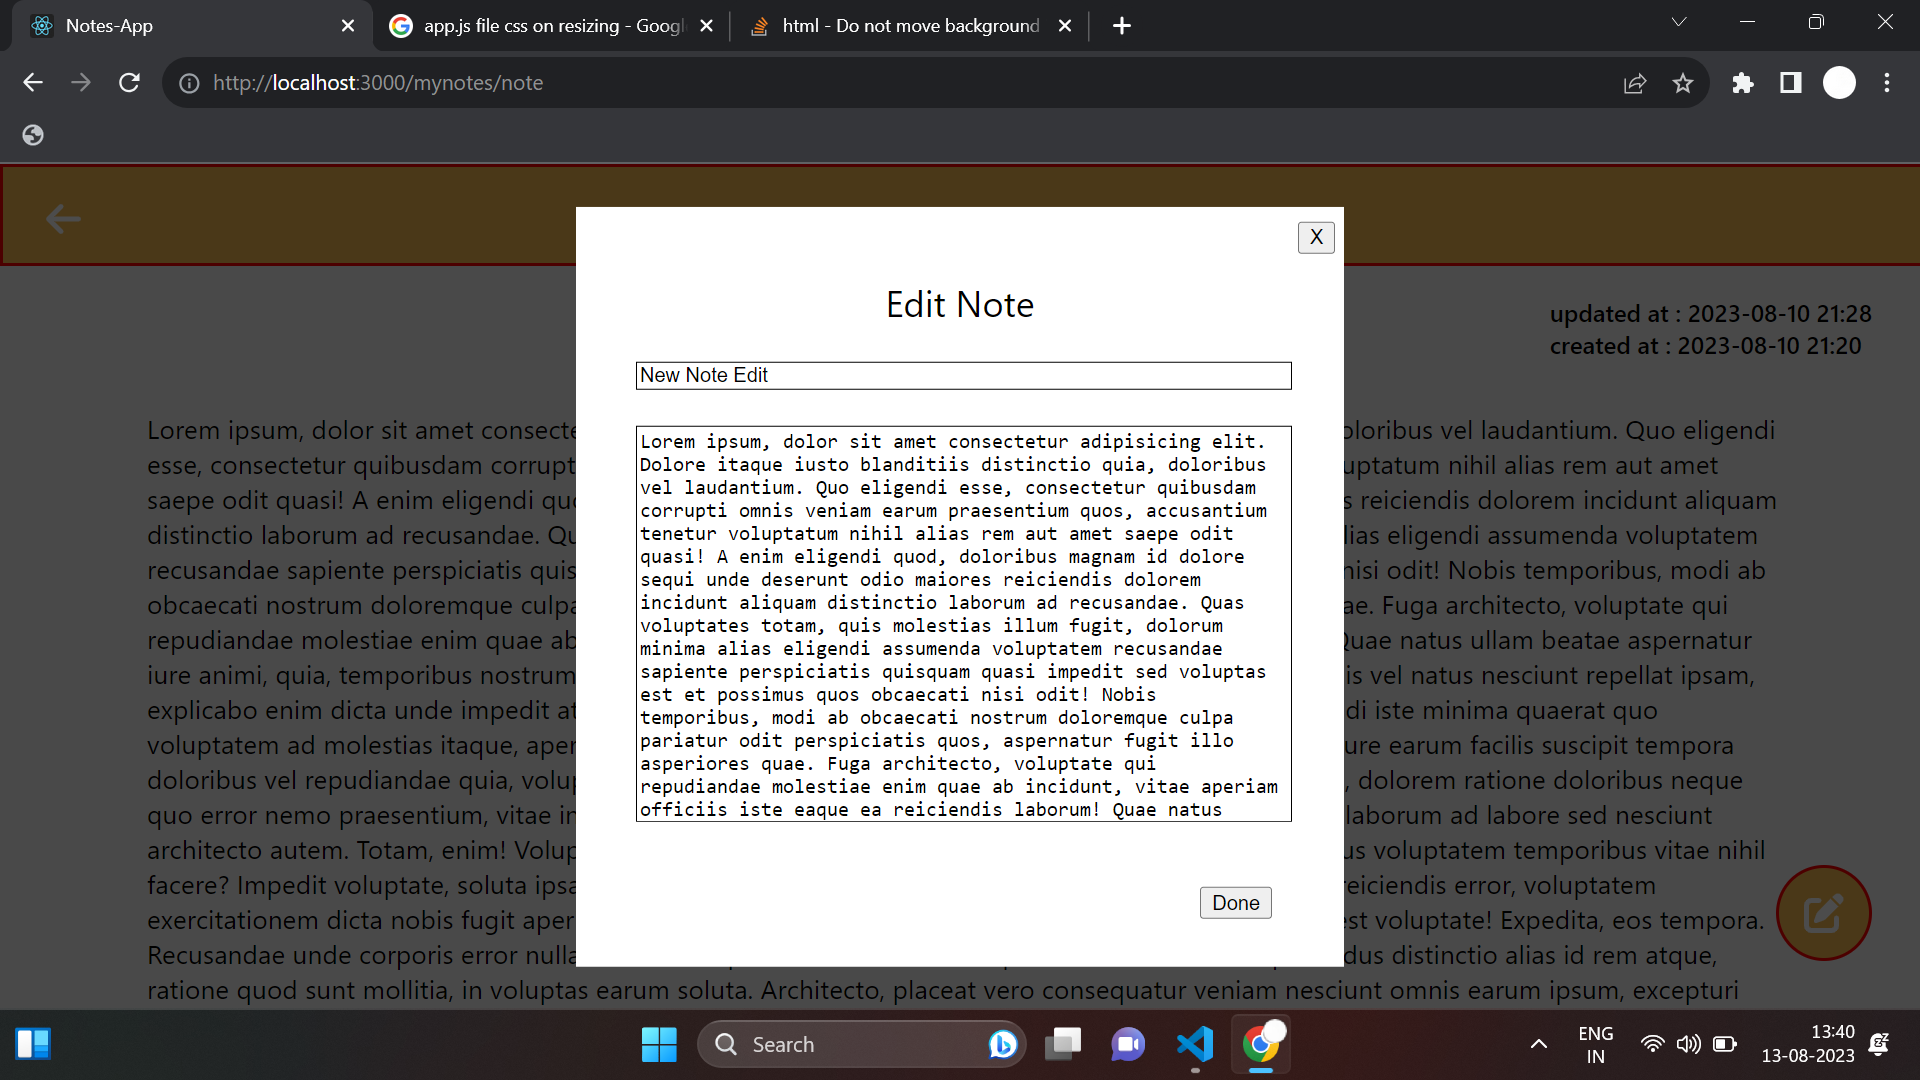 Notes-App
app.js file css on resizing - Googl
html - Do not move background
http://localhost:3000/mynotes/note
X
Edit Note
updated at : 2023-08-10 21:28
created at : 2023-08-10 21:20
New Note Edit
Lorem ipsum, dolor sit amet consectetur adipisicing elit.
Dolore itaque iusto blanditiis distinctio quia, doloribus
vel laudantium. Quo eligendi esse, consectetur quibusdam
corrupti omnis veniam earum praesentium quos, accusantium
tenetur voluptatum nihil alias rem aut amet saepe odit
quasi! A enim eligendi quod, doloribus magnam id dolore
sequi unde deserunt odio maiores reiciendis dolorem
incidunt aliquam distinctio laborum ad recusandae. Quas
voluptates totam, quis molestias illum fugit, dolorum
minima alias eligendi assumenda voluptatem recusandae
sapiente perspiciatis quisquam quasi impedit sed voluptas
est et possimus quos obcaecati nisi odit! Nobis
temporibus, modi ab obcaecati nostrum doloremque culpa
pariatur odit perspiciatis quos, aspernatur fugit illo
asperiores quae. Fuga architecto, voluptate qui
repudiandae molestiae enim quae ab incidunt, vitae aperiam
officiis iste eaque ea reiciendis laborum! Quae natus
Done
Lorem ipsum, dolor sit amet consecte
esse, consectetur quibusdam corrupt
saepe odit quasi! A enim eligendi quo
distinctio laborum ad recusandae. Qu
recusandae sapiente perspiciatis quis
obcaecati nostrum doloremque culpa
repudiandae molestiae enim quae ab
iure animi, quia, temporibus nostrum
explicabo enim dicta unde impedit at
voluptatem ad molestias itaque, aper
doloribus vel repudiandae quia, volup
quo error nemo praesentium, vitae in
architecto autem. Totam, enim! Volup
facere? Impedit voluptate, soluta ipsa
exercitationem dicta nobis fugit aper
Recusandae unde corporis error nulla
oloribus vel laudantium. Quo eligendi
uptatum nihil alias rem aut amet
s reiciendis dolorem incidunt aliquam
lias eligendi assumenda voluptatem
nisi odit! Nobis temporibus, modi ab
ae. Fuga architecto, voluptate qui
Quae natus ullam beatae aspernatur
is vel natus nesciunt repellat ipsam,
di iste minima quaerat quo
ure earum facilis suscipit tempora
, dolorem ratione doloribus neque
laborum ad labore sed nesciunt
us voluptatem temporibus vitae nihil
reiciendis error, voluptatem
est voluptate! Expedita, eos tempora.
dus distinctio alias id rem atque,
ratione quod sunt mollitia, in voluptas earum soluta. Architecto, placeat vero consequatur veniam nesciunt omnis earum ipsum, excepturi
Search
ENG
IN
13:40
13-08-2023